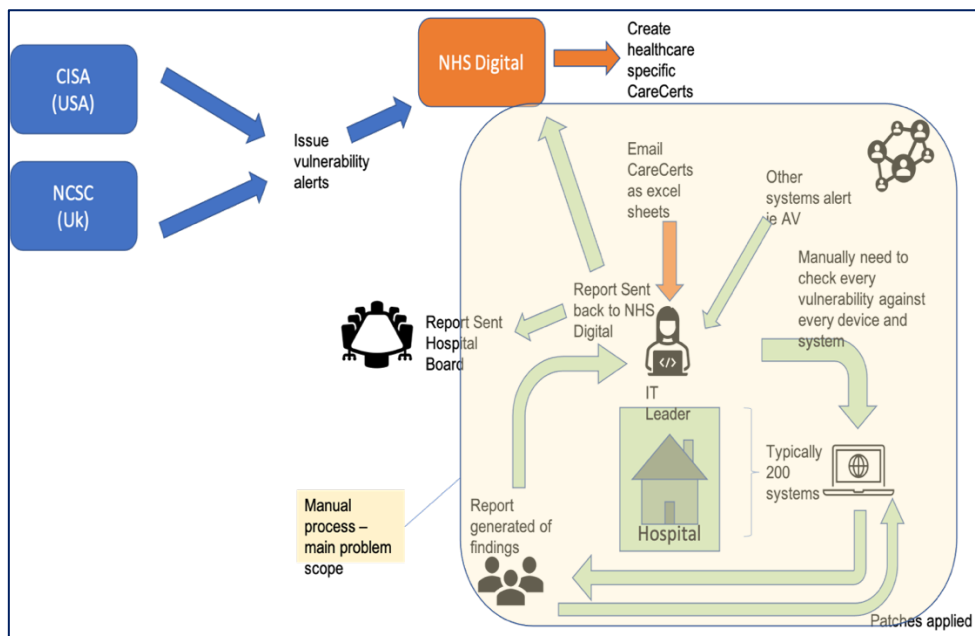 CISA
(USA)
NCSC
(Uk)
Issue
vulnerability
alerts
NHS Digital
Create
healthcare
specific
CareCerts
Email
CareCerts
as excel
sheets
Other
systems alert
ie AV
Manually need to
check every
vulnerability against
every device and
system
Report Sent
back to NHS
Digital
Report Sent
Hospital
Board
</>
IT
Leader
Hospital
Typically
200
systems
Manual
process –
main problem
scope
Report
generated of
findings
Patches applied